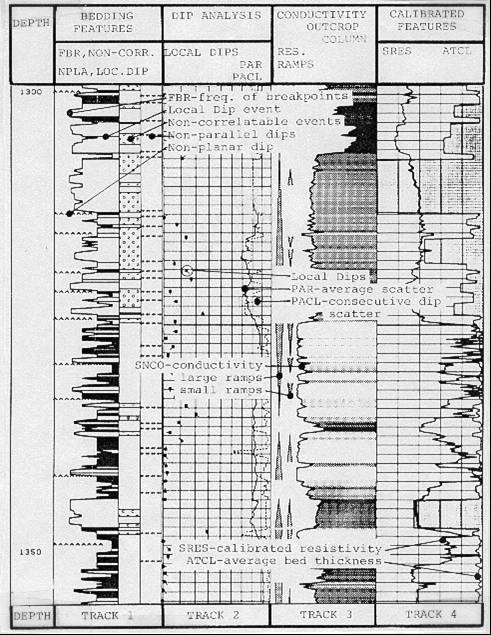 DEPTH
BEDDING
FEATURES
DIP ANALYSIS
CONDUCTIVITY
OUTCROP
COLUMN
CALIBRATED
FEATURES
FBR, NON-CORR.
NPLA, LOC.DIP
LOCAL DIPS
PAR
PACL
RES.
RAMPS
SRES ATCL
1300
FBR-freq. of breakpoints
Local Dip event
Non-correlatable events
Non-parallel dips
Non-planar dip
Local Dips
PAR-average scatter
PACL-consecutive dip
scatter
SNCO-conductivity
large ramps
small ramps
SRES-calibrated resistivity
ATCL-average bed thickness
1350
DEPTH
TRACK 1
TRACK 2
TRACK 3
TRACK 4
DEPTH